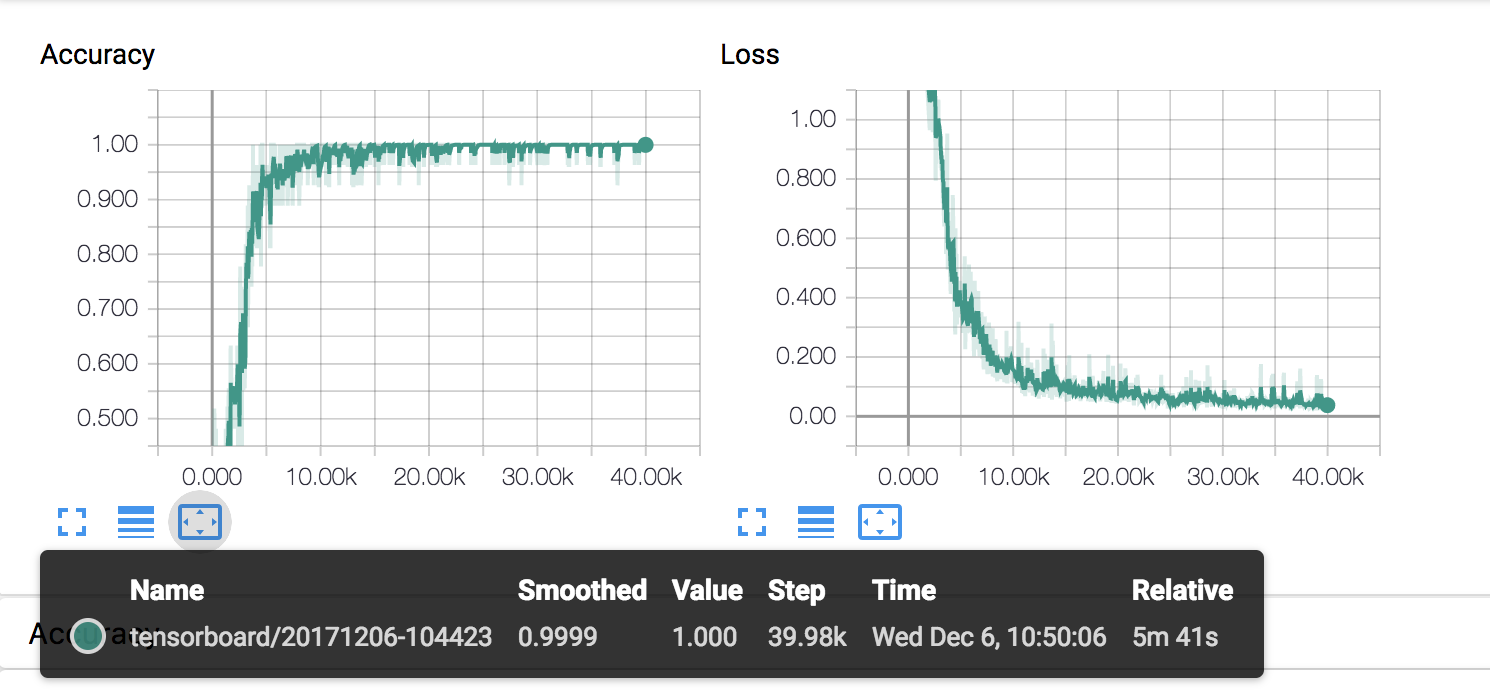 Accuracy
Loss
1.00
0.900
0.800
0.700
0.600
0.500
0.000 10.00k 20.00k 30.00k 40.00k
1.00
0.800
0.600
0.400
0.200
0.00
0.000 10.00k 20.00k 30.00k 40.00k
Name Smoothed Value Step Time Relative
Accuracy
tensorboard/20171206-104423 0.9999 1.000 39.98k Wed Dec 6, 10:50:06 5m 41s